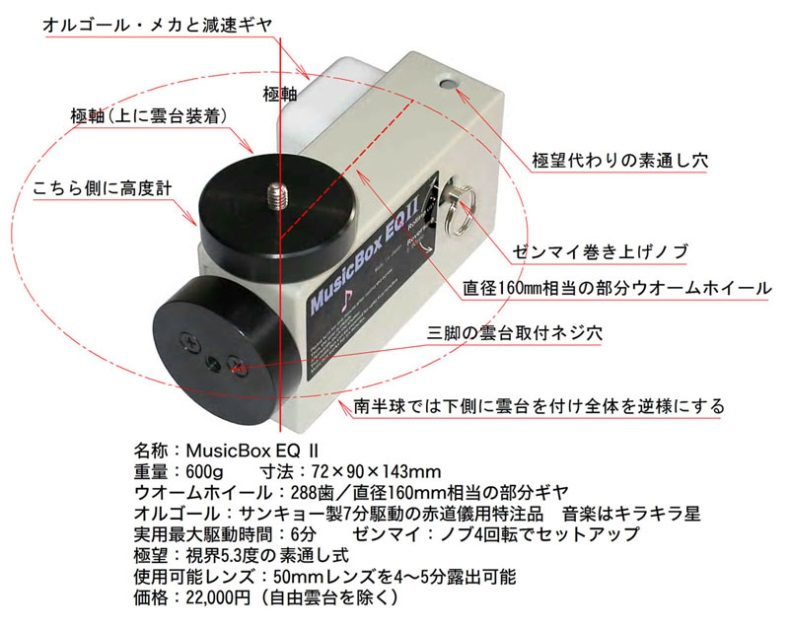 オルゴール・メカと減速ギヤ
極軸
極軸(上に雲台装着)
極望代わりの素通し穴
こちら側に高度計
MusicBox EQ II
ゼンマイ巻き上げノブ
直径160mm相当の部分ウオームホイール
三脚の雲台取付ネジ穴
南半球では下側に雲台を付け全体を逆様にする
名称：MusicBox EQ Ⅱ
重量：600g　　寸法：72×90×143mm
ウオームホイール：288歯／直径160mm相当の部分ギヤ
オルゴール：サンキョー製7分駆動の赤道儀用特注品　音楽はキラキラ星
実用最大駆動時間：6分　　ゼンマイ：ノブ4回転でセットアップ
極望：視界5.3度の素通し式
使用可能レンズ：50mmレンズを4〜5分露出可能
価格：22,000円（自由雲台を除く）